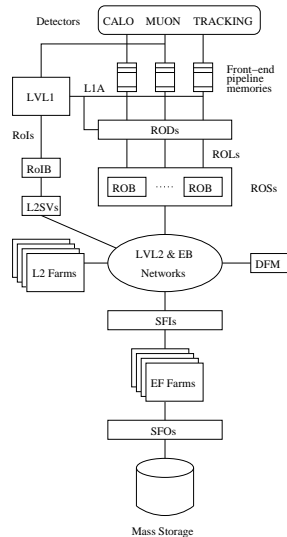 Detectors CALO MUON TRACKING
Front-end
pipeline
memories
LVL1
L1A
RoIs
RODs
ROLs
RoIB
ROB ..... ROB
ROSs
L2SVs
LVL2 & EB
Networks
L2 Farms
DFM
SFIs
EF Farms
SFOs
Mass Storage